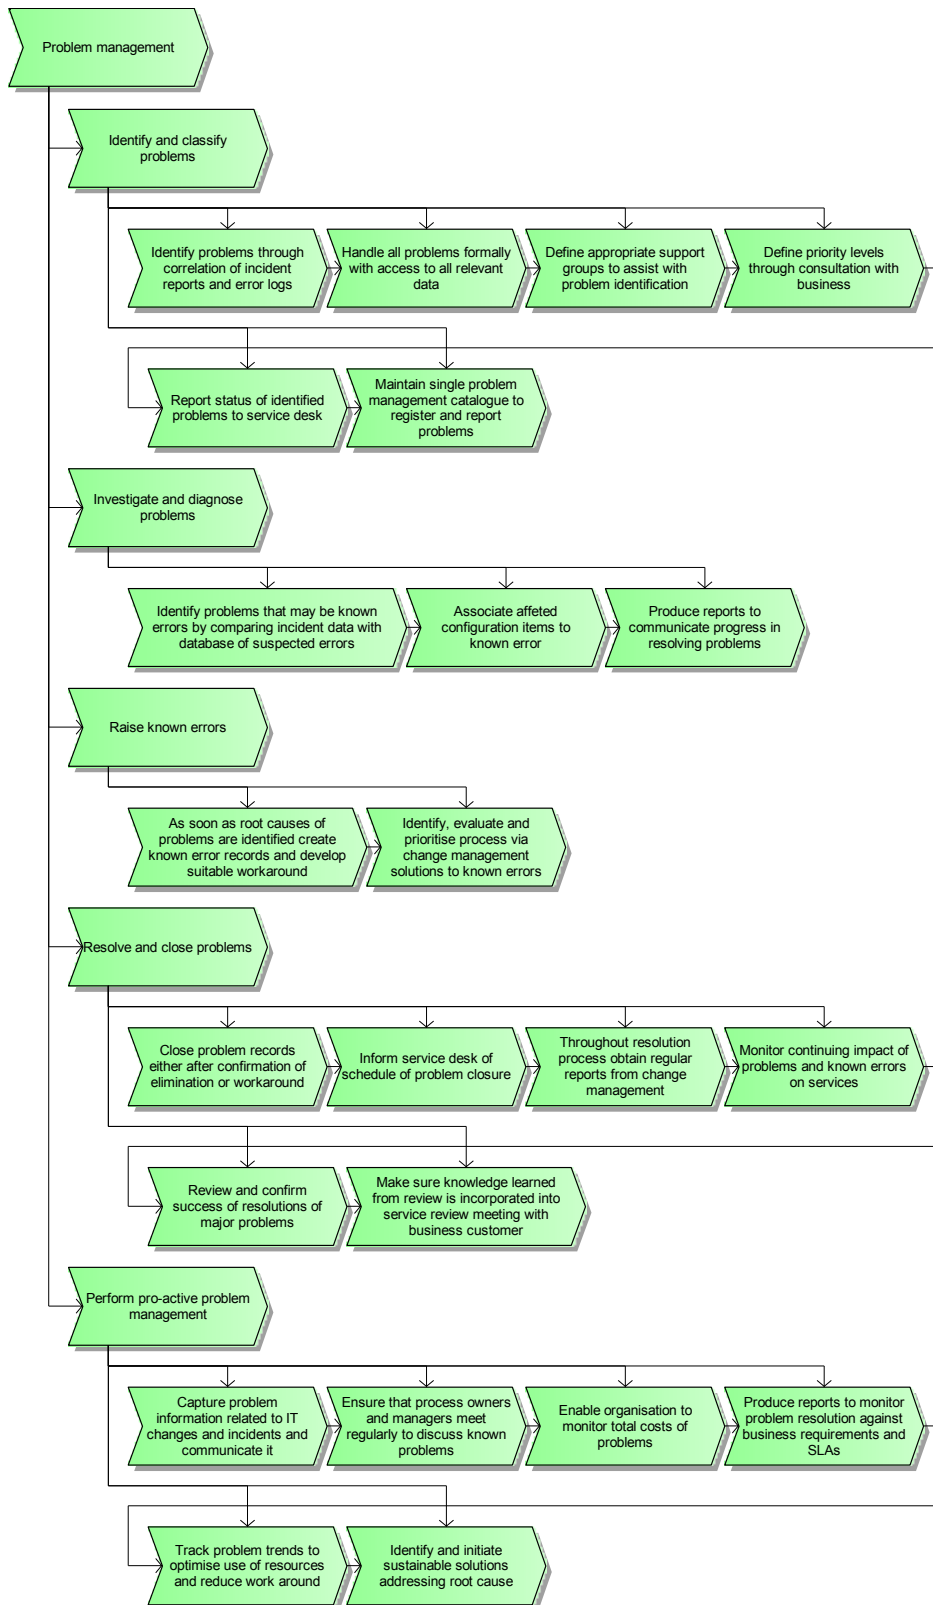 Problem management
Identify and classify
problems
Identify problems through
correlation of incident
reports and error logs
Handle all problems formally
with access to all relevant
data
Define appropriate support
groups to assist with
problem identification
Define priority levels
through consultation with
business
Report status of identified
problems to service desk
Maintain single problem
management catalogue to
register and report
problems
Investigate and diagnose
problems
Identify problems that may be known
errors by comparing incident data with
database of suspected errors
Associate affeted
configuration items to
known error
Produce reports to
communicate progress in
resolving problems
Raise known errors
As soon as root causes of
problems are identified create
known error records and develop
suitable workaround
Identify, evaluate and
prioritise process via
change management
solutions to known errors
Resolve and close problems
Close problem records
either after confirmation of
elimination or workaround
Inform service desk of
schedule of problem closure
Throughout resolution
process obtain regular
reports from change
management
Monitor continuing impact of
problems and known errors
on services
Review and confirm
success of resolutions of
major problems
Make sure knowledge learned
from review is incorporated into
service review meeting with
business customer
Perform pro-active problem
management
Capture problem
information related to IT
changes and incidents and
communicate it
Ensure that process owners
and managers meet
regularly to discuss known
problems
Enable organisation to
monitor total costs of
problems
Produce reports to monitor
problem resolution against
business requirements and
SLAs
Track problem trends to
optimise use of resources
and reduce work around
Identify and initiate
sustainable solutions
addressing root cause